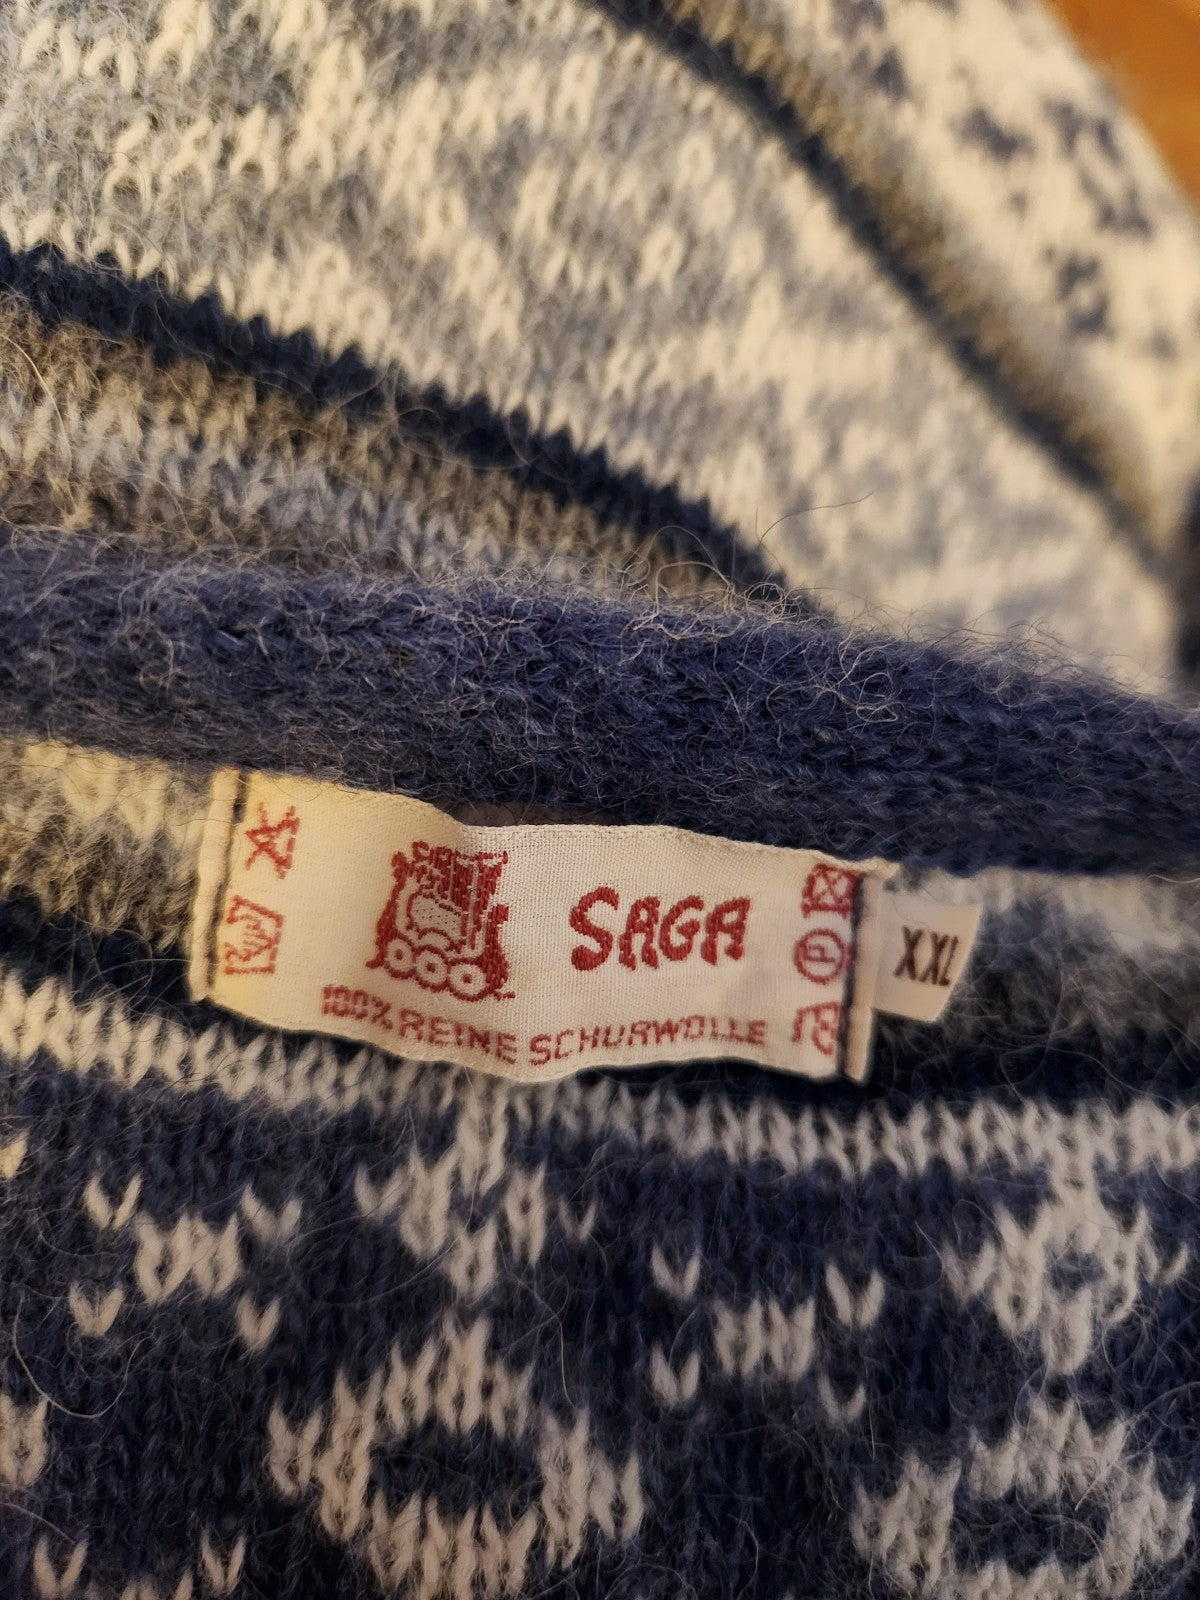 SAGA
100% REINE SCHURWOLLE
P
XXL